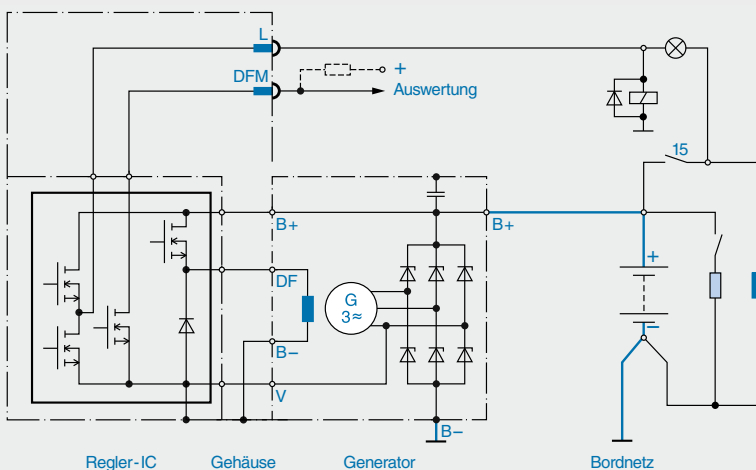 L
DFM
+
Auswertung
15
B+
B+
+
DF
G
3≈
B–
–
V
B–
Regler-IC
Gehäuse
Generator
Bordnetz